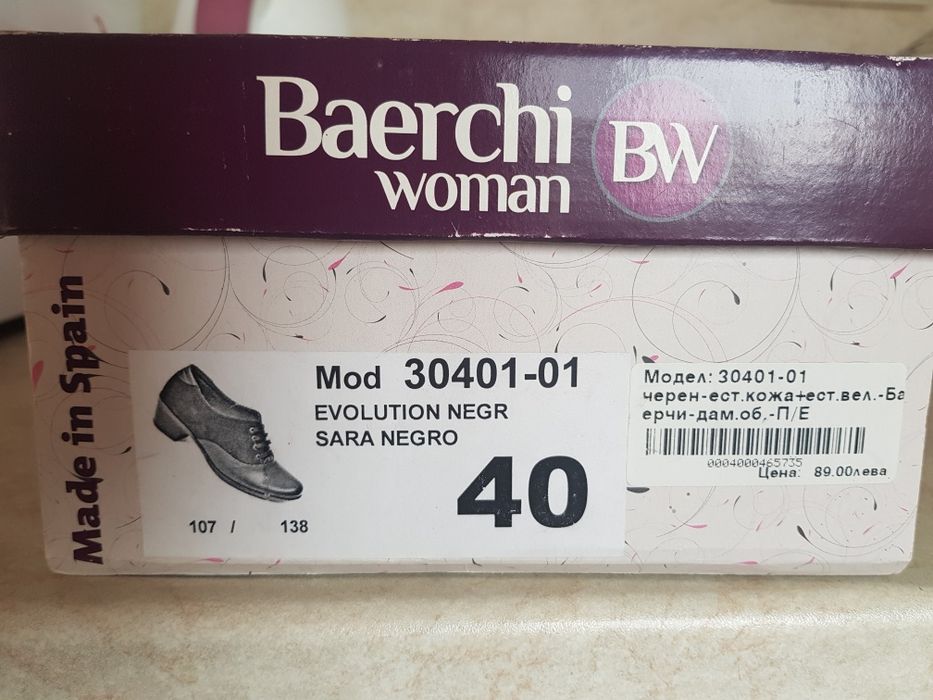 Baerchi
woman
BW
Made in Spain
Mod 30401-01
EVOLUTION NEGR
SARA NEGRO
40
107 / 138
Модел: 30401-01
черен-ест.кожа+ест.вел.-Ба
ерчи-дам.об.-П/Е
0004000465735
Цена: 89.00лева